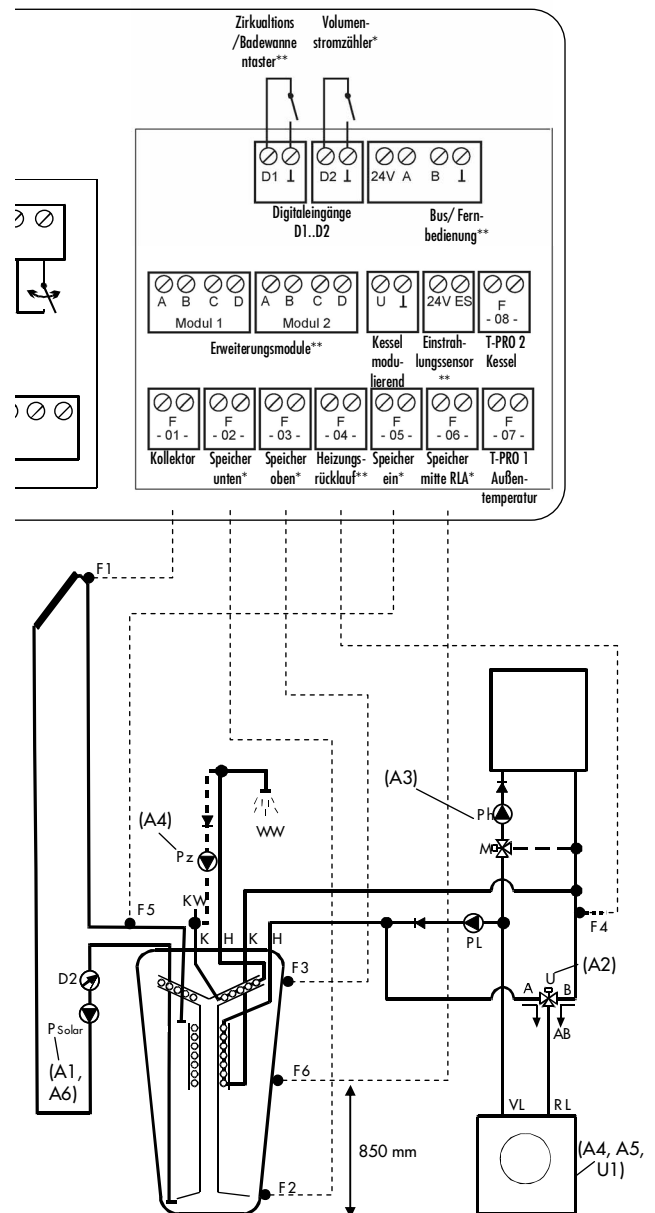 Zirkualtions
/Badewanne
ntaster**
Volumen-
stromzähler*
D1 ⊥ D2 ⊥ 24V A B ⊥
Digitaleingänge
D1..D2
Bus/ Fern-
bedienung**
A B C D A B C D U ⊥ 24V ES F
- 08 -
Modul 1 Modul 2
Erweiterungsmodule**
Kessel
modu-
lierend
Einstrah-
lungssensor
**
T-PRO 2
Kessel
F F F F F F F
- 01 - - 02 - - 03 - - 04 - - 05 - - 06 - - 07 -
Kollektor
Speicher
unten*
Speicher
oben*
Heizungs-
rücklauf**
Speicher
ein*
Speicher
mitte RLA*
T-PRO 1
Außen-
temperatur
F1
(A3)
Ph
(A4)
WW
Pz
M
KW
F5
K H K H
PL
F4
F3
U
(A2)
A B
D2
AB
PSolar
(A1,
A6)
F6
VL RL
850 mm
(A4, A5,
U1)
F2